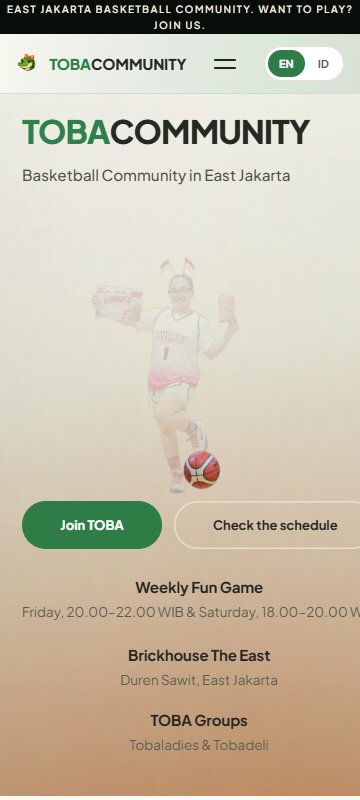 EAST JAKARTA BASKETBALL COMMUNITY. WANT TO PLAY?
JOIN US.
TOBACOMMUNITY
EN
ID
TOBACOMMUNITY
Basketball Community in East Jakarta
WINNER
1
Join TOBA
Check the schedule
Weekly Fun Game
Friday, 20.00–22.00 WIB & Saturday, 18.00–20.00 W
Brickhouse The East
Duren Sawit, East Jakarta
TOBA Groups
Tobaladies & Tobadeli